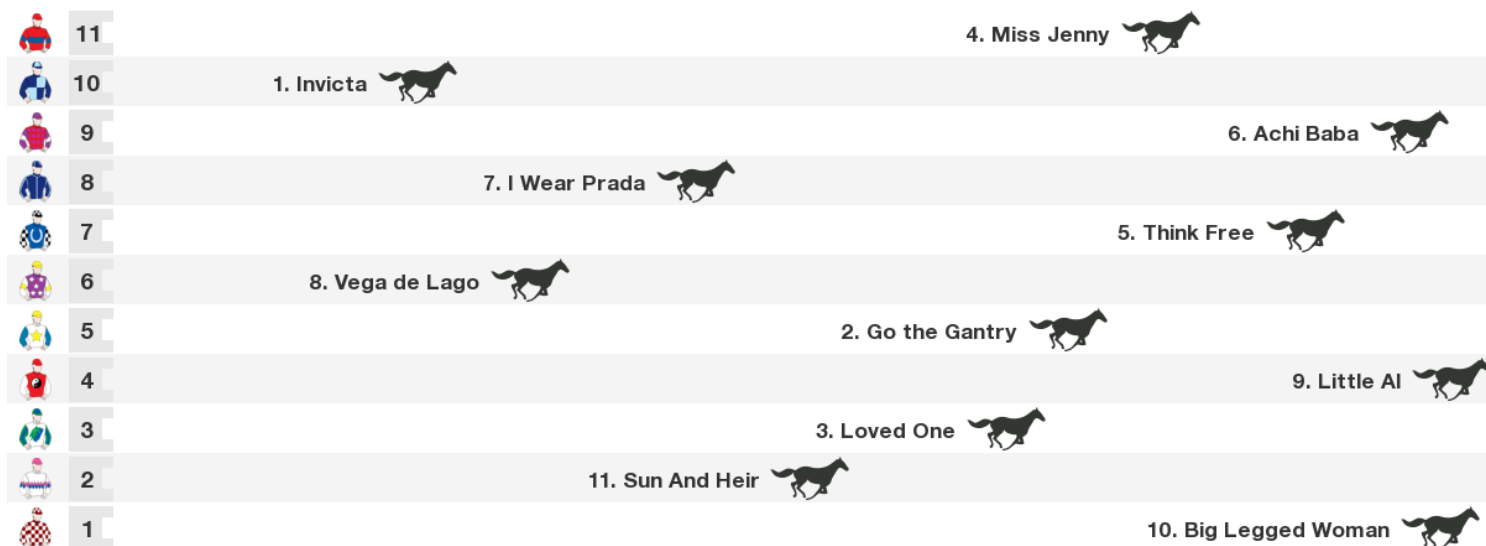 11 4. Miss Jenny
10 1. Invicta
9 6. Achi Baba
8 7. I Wear Prada
7 5. Think Free
6 8. Vega de Lago
5 2. Go the Gantry
4 9. Little Al
3 3. Loved One
2 11. Sun And Heir
1 10. Big Legged Woman